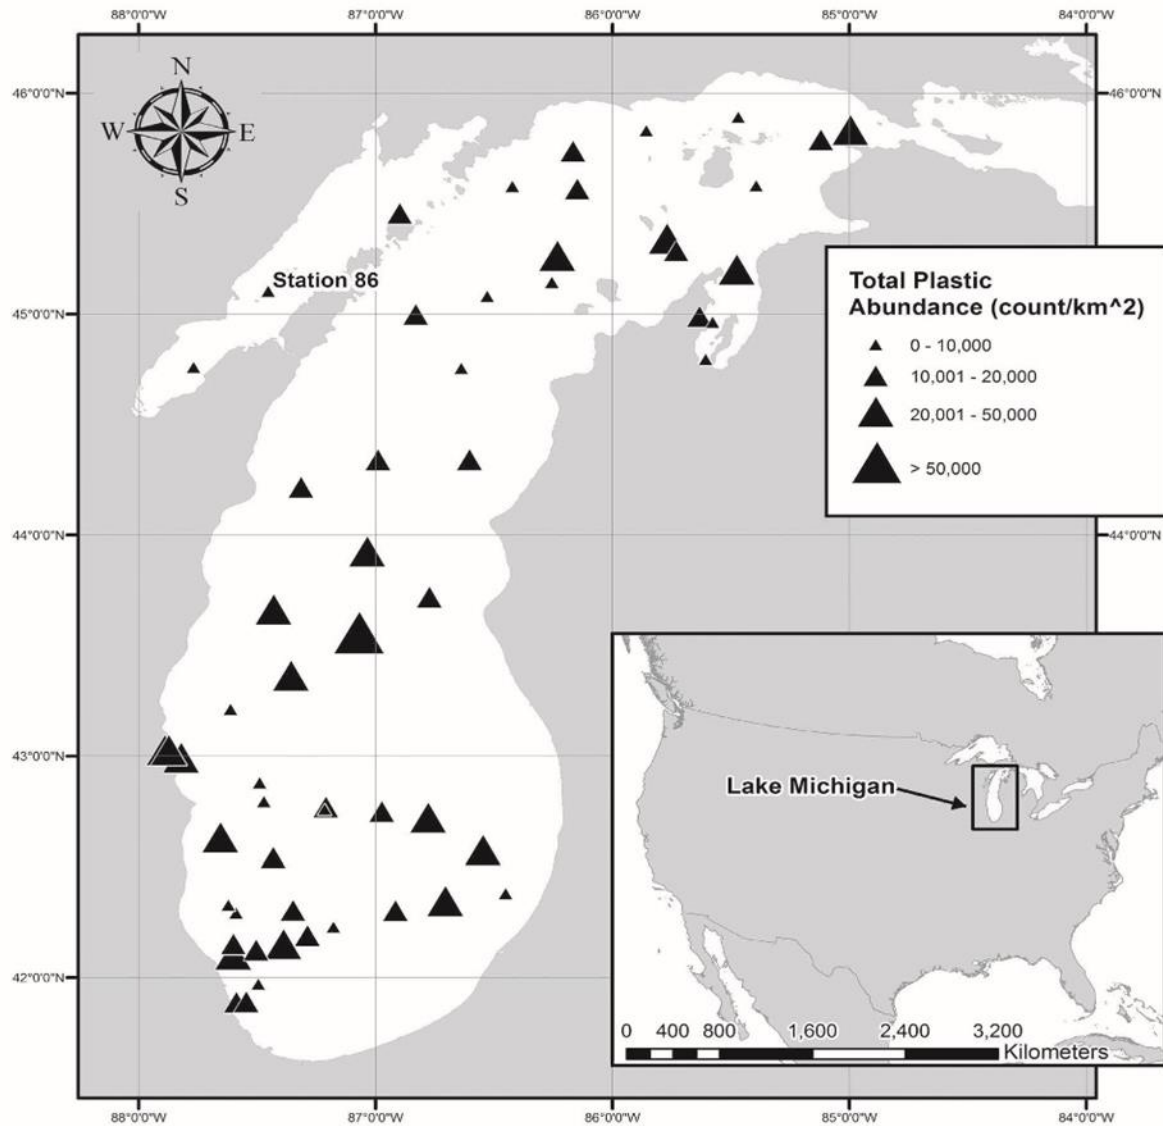 88°0'0"W 87°0'0"W 86°0'0"W 85°0'0"W 84°0'0"W
46°0'0"N 46°0'0"N
N
W E
S
Station 86
45°0'0"N
Total Plastic
Abundance (count/km^2)
0 - 10,000
10,001 - 20,000
20,001 - 50,000
> 50,000
44°0'0"N 44°0'0"N
43°0'0"N
Lake Michigan
42°0'0"N
0 400 800 1,600 2,400 3,200
Kilometers
88°0'0"W 87°0'0"W 86°0'0"W 85°0'0"W 84°0'0"W